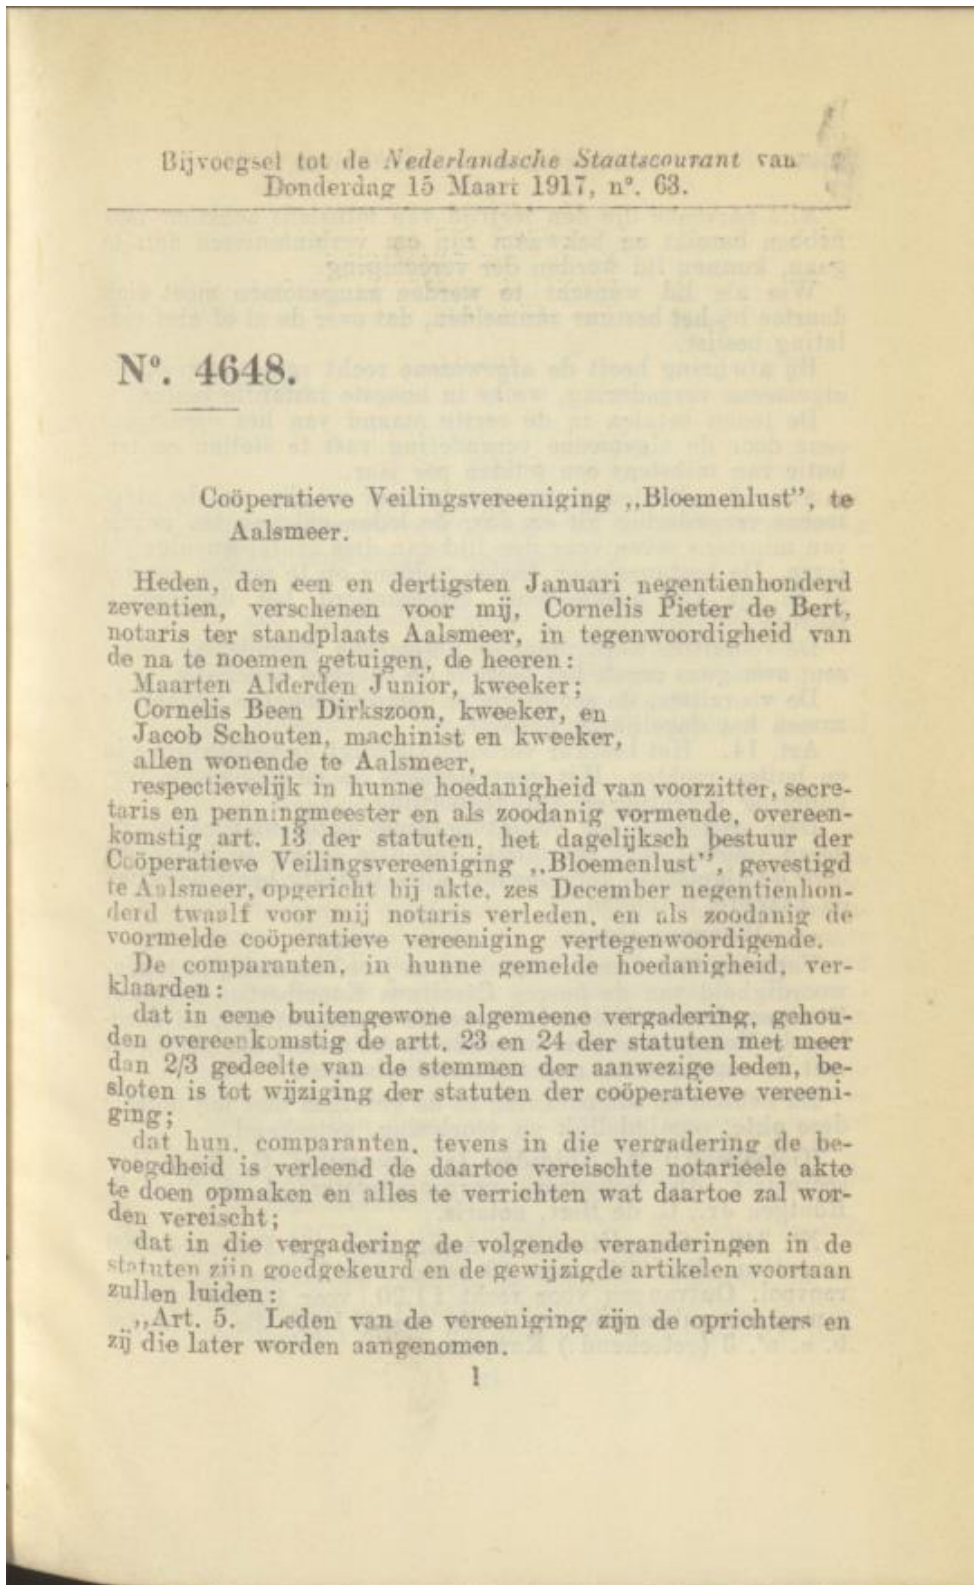 Bijvoegsel tot de Nederlandsche Staatscourant van
Donderdag 15 Maart 1917, n°. 63.
N°. 4648.
Coöperatieve Veilingsvereeniging ,,Bloemenlust”, te
Aalsmeer.
Heden, den een en dertigsten Januari negentienhonderd
zeventien, verschenen voor mij, Cornelis Pieter de Bert,
notaris ter standplaats Aalsmeer, in tegenwoordigheid van
de na te noemen getuigen, de heeren:
Maarten Alderden Junior, kweeker;
Cornelis Been Dirkszoon, kweeker, en
Jacob Schouten, machinist en kweeker,
allen wonende te Aalsmeer,
respectievelijk in hunne hoedanigheid van voorzitter, secre-
taris en penningmeester en als zoodanig vormende, overeen-
komstig art. 13 der statuten, het dagelijksch bestuur der
Coöperatieve Veilingsvereeniging ,,Bloemenlust”, gevestigd
te Aalsmeer, opgericht bij akte, zes December negentienhon-
derd twaalf voor mij notaris verleden, en als zoodanig de
voormelde coöperatieve vereeniging vertegenwoordigende.
De comparanten, in hunne gemelde hoedanigheid, ver-
klaarden:
dat in eene buitengewone algemeene vergadering, gehou-
den overeenkomstig de artt. 23 en 24 der statuten met meer
dan 2/3 gedeelte van de stemmen der aanwezige leden, be-
sloten is tot wijziging der statuten der coöperatieve vereeni-
ging;
dat hun, comparanten, tevens in die vergadering de be-
voegdheid is verleend de daartoe vereischte notarieele akte
te doen opmaken en alles te verrichten wat daartoe zal wor-
den vereischt;
dat in die vergadering de volgende veranderingen in de
statuten zijn goedgekeurd en de gewijzigde artikelen voortaan
zullen luiden:
,,Art. 5. Leden van de vereeniging zijn de oprichters en
zij die later worden aangenomen.
1